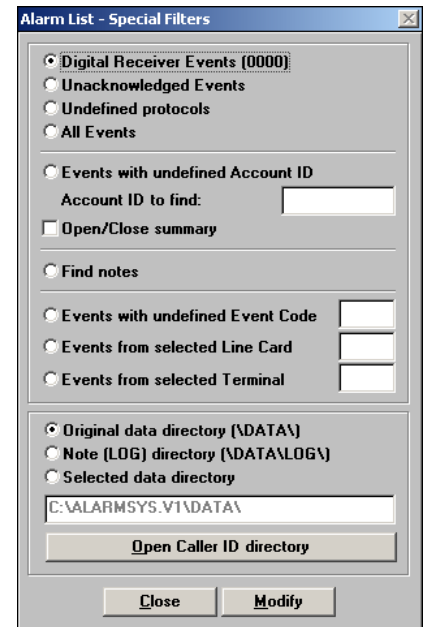 Alarm List - Special Filters
Digital Receiver Events (0000)
Unacknowledged Events
Undefined protocols
All Events
Events with undefined Account ID
Account ID to find:
Open/Close summary
Find notes
Events with undefined Event Code
Events from selected Line Card
Events from selected Terminal
Original data directory (\DATA\)
Note (LOG) directory (\DATA\LOG\)
Selected data directory
C:\ALARMSYS.V1\DATA\
Open Caller ID directory
Close Modify